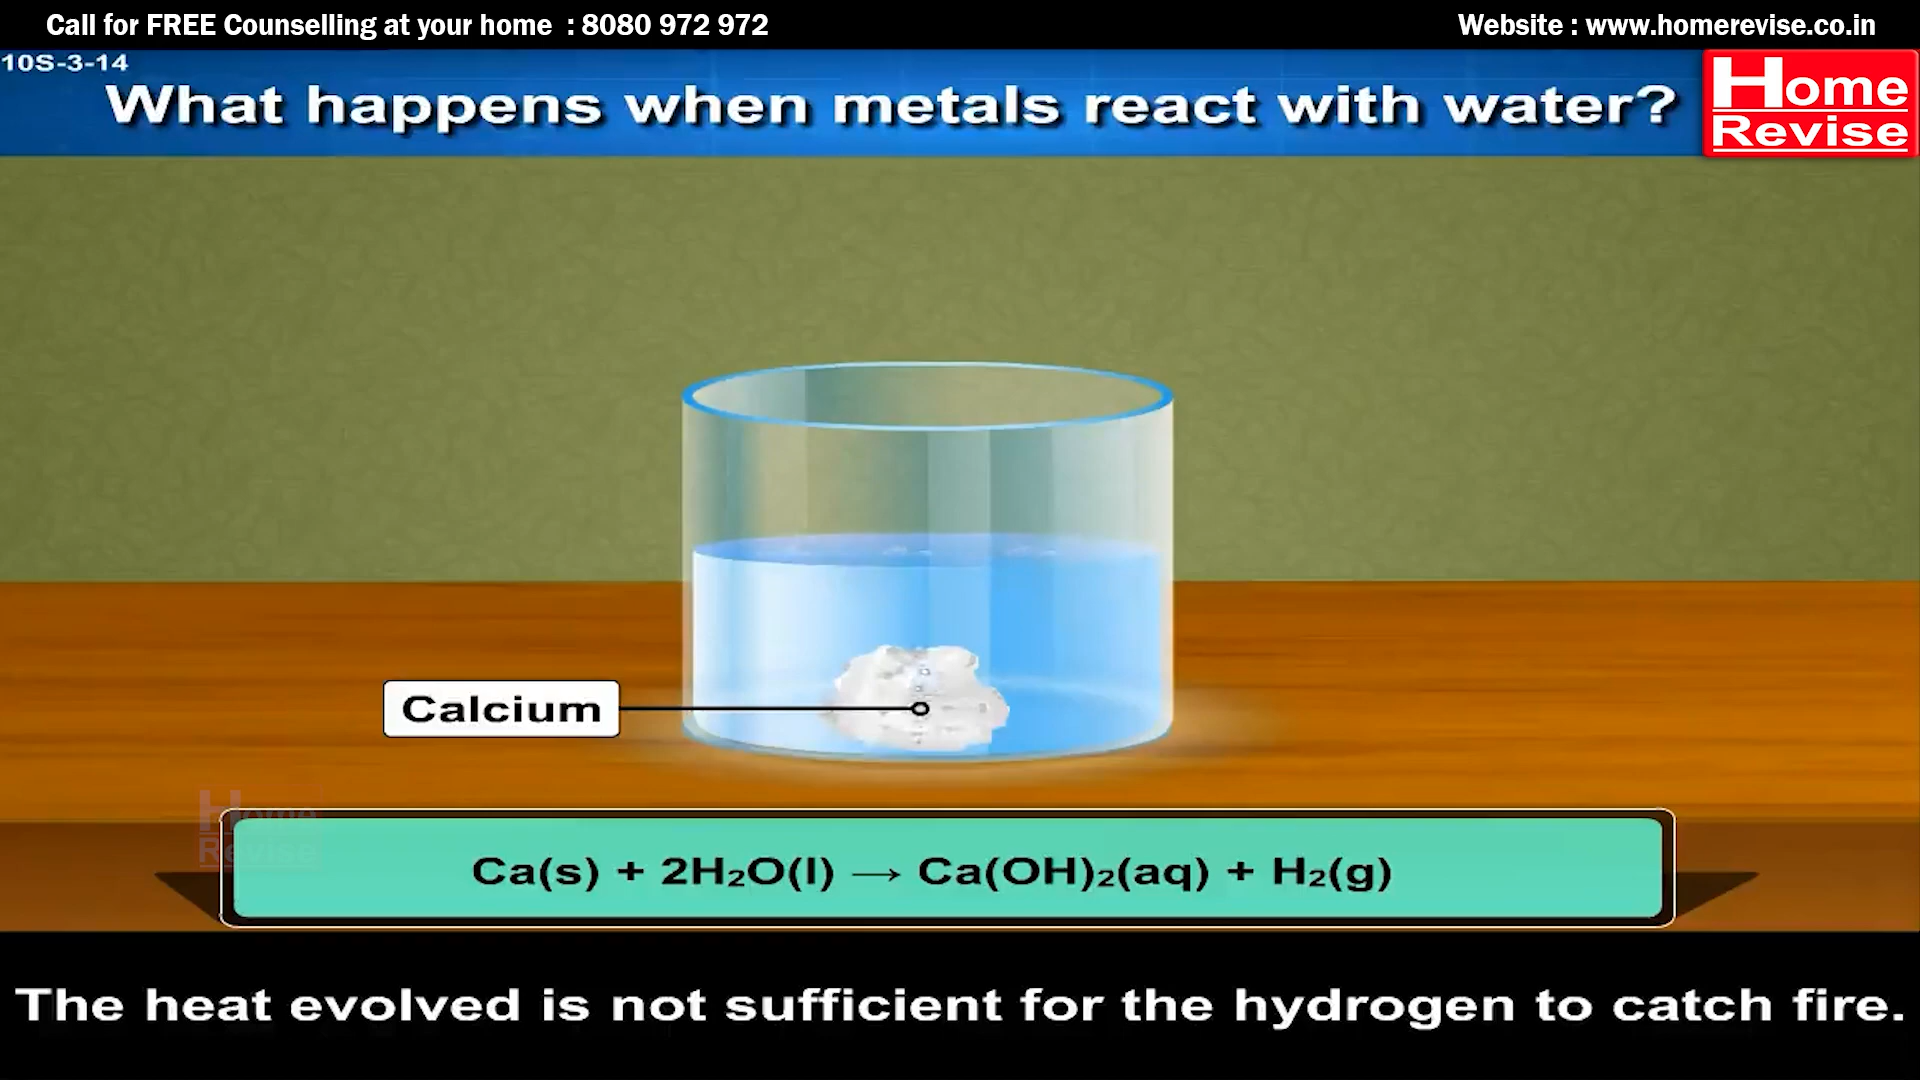 Call for FREE Counselling at your home : 8080 972 972
Website : www.homerevise.co.in
10S-3-14
What happens when metals react with water?
Home
Revise
Calcium
Home
Revise
Ca(s) + 2H₂O(l) → Ca(OH)₂(aq) + H₂(g)
The heat evolved is not sufficient for the hydrogen to catch fire.